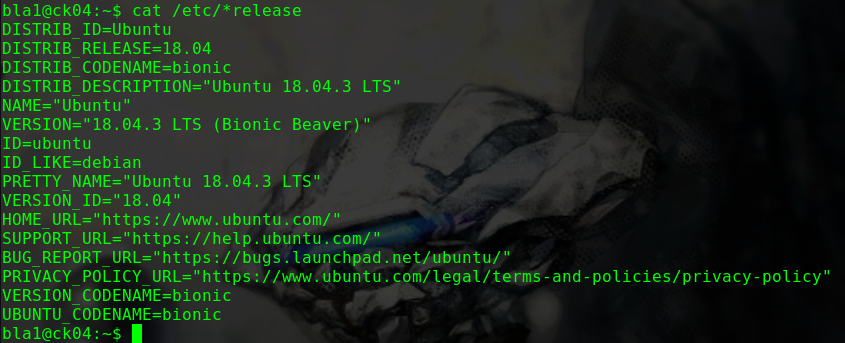 bla1@ck04:~$ cat /etc/*release
DISTRIB_ID=Ubuntu
DISTRIB_RELEASE=18.04
DISTRIB_CODENAME=bionic
DISTRIB_DESCRIPTION="Ubuntu 18.04.3 LTS"
NAME="Ubuntu"
VERSION="18.04.3 LTS (Bionic Beaver)"
ID=ubuntu
ID_LIKE=debian
PRETTY_NAME="Ubuntu 18.04.3 LTS"
VERSION_ID="18.04"
HOME_URL="https://www.ubuntu.com/"
SUPPORT_URL="https://help.ubuntu.com/"
BUG_REPORT_URL="https://bugs.launchpad.net/ubuntu/"
PRIVACY_POLICY_URL="https://www.ubuntu.com/legal/terms-and-policies/privacy-policy"
VERSION_CODENAME=bionic
UBUNTU_CODENAME=bionic
bla1@ck04:~$